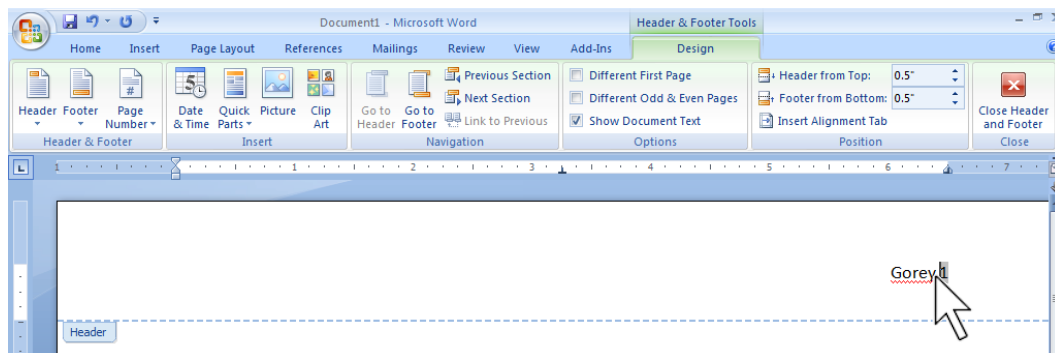 Document1 - Microsoft Word
Header & Footer Tools
Home Insert Page Layout References Mailings Review View Add-Ins Design
Previous Section
Different First Page
Header from Top: 0.5"
Next Section
Different Odd & Even Pages
Footer from Bottom: 0.5"
Header Footer Page Number
Date & Time Quick Parts Picture Clip Art
Go to Header Go to Footer
Link to Previous
Show Document Text
Insert Alignment Tab
Close Header and Footer
Header & Footer Insert Navigation Options Position Close
L 1 1 2 3 4 5 6 7
Gorey 1
Header